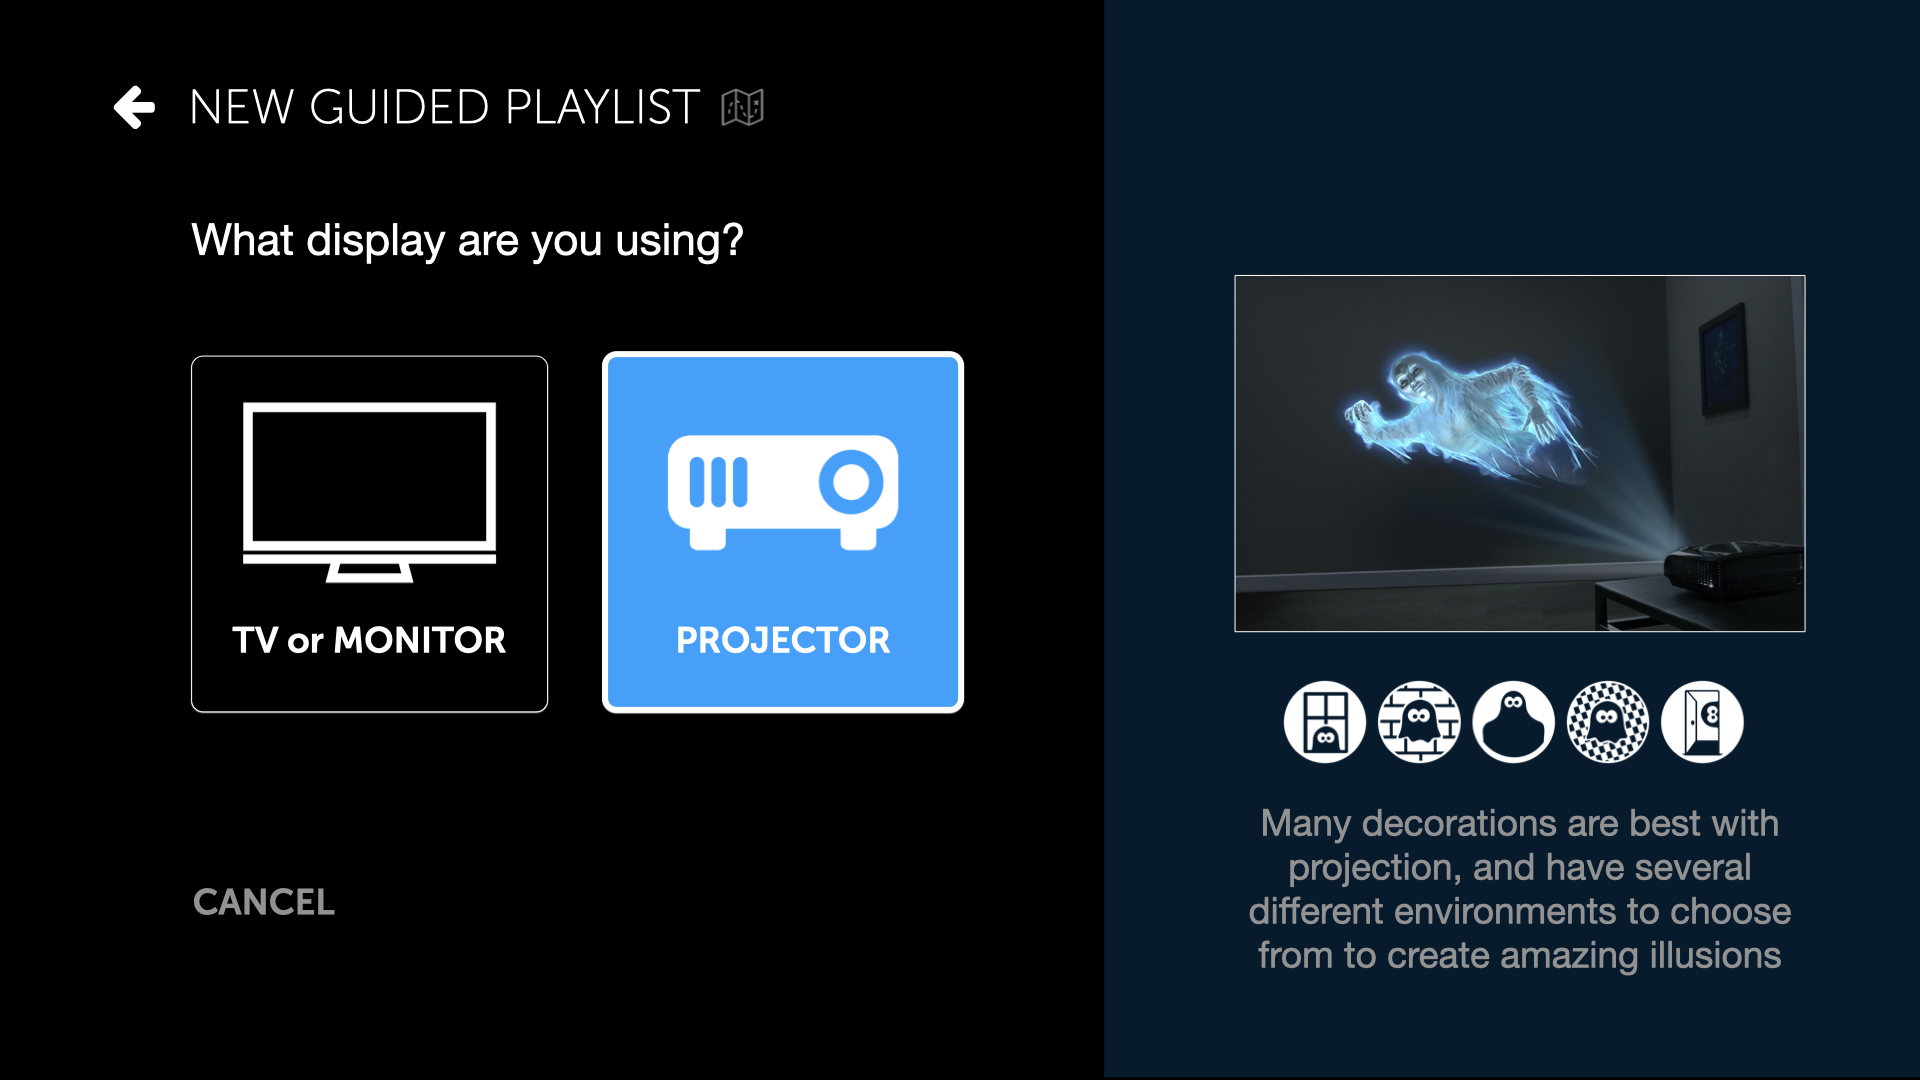 NEW GUIDED PLAYLIST
What display are you using?
TV or MONITOR
PROJECTOR
CANCEL
8
Many decorations are best with
projection, and have several
different environments to choose
from to create amazing illusions